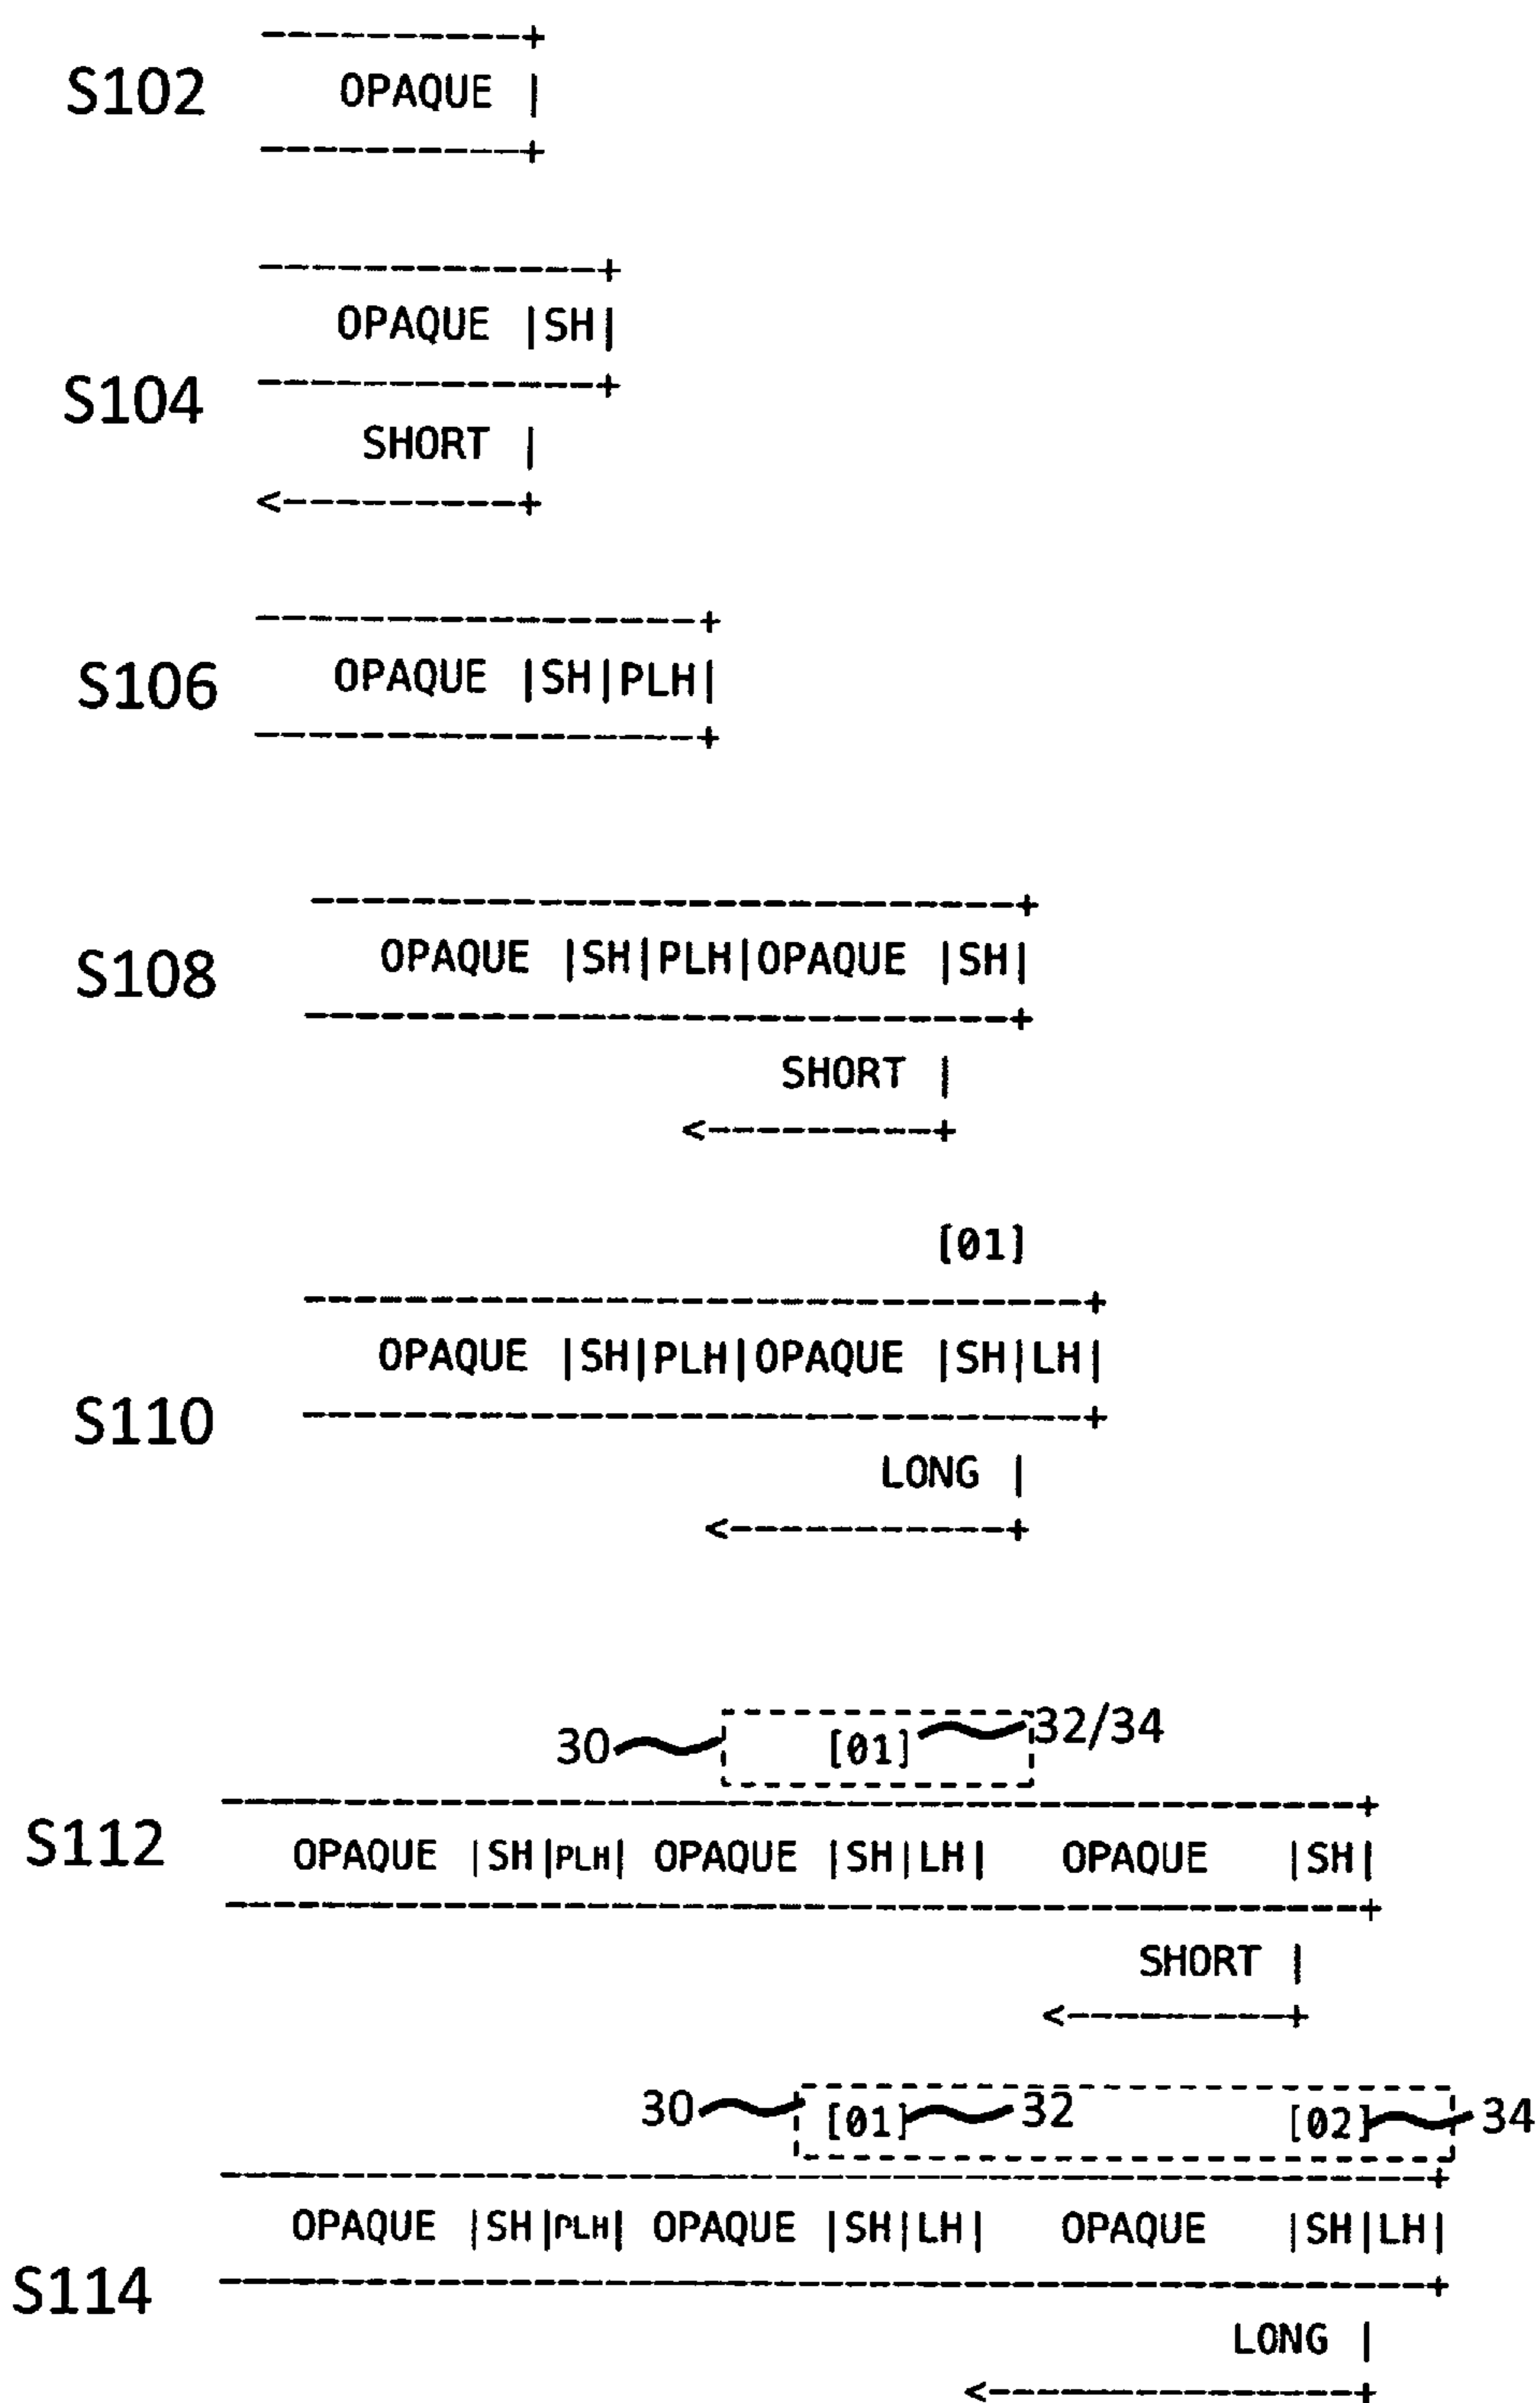 S102
OPAQUE |
OPAQUE |SH|
S104
SHORT |
S106
OPAQUE |SH|PLH|
S108
OPAQUE |SH|PLH|OPAQUE |SH|
SHORT |
[01]
OPAQUE |SH|PLH|OPAQUE |SH|LH|
S110
LONG |
30 [01] 32/34
S112
OPAQUE |SH|PLH| OPAQUE |SH|LH| OPAQUE |SH|
SHORT |
30 [01] 32 [02] 34
OPAQUE |SH|PLH| OPAQUE |SH|LH| OPAQUE |SH|LH|
S114
LONG |